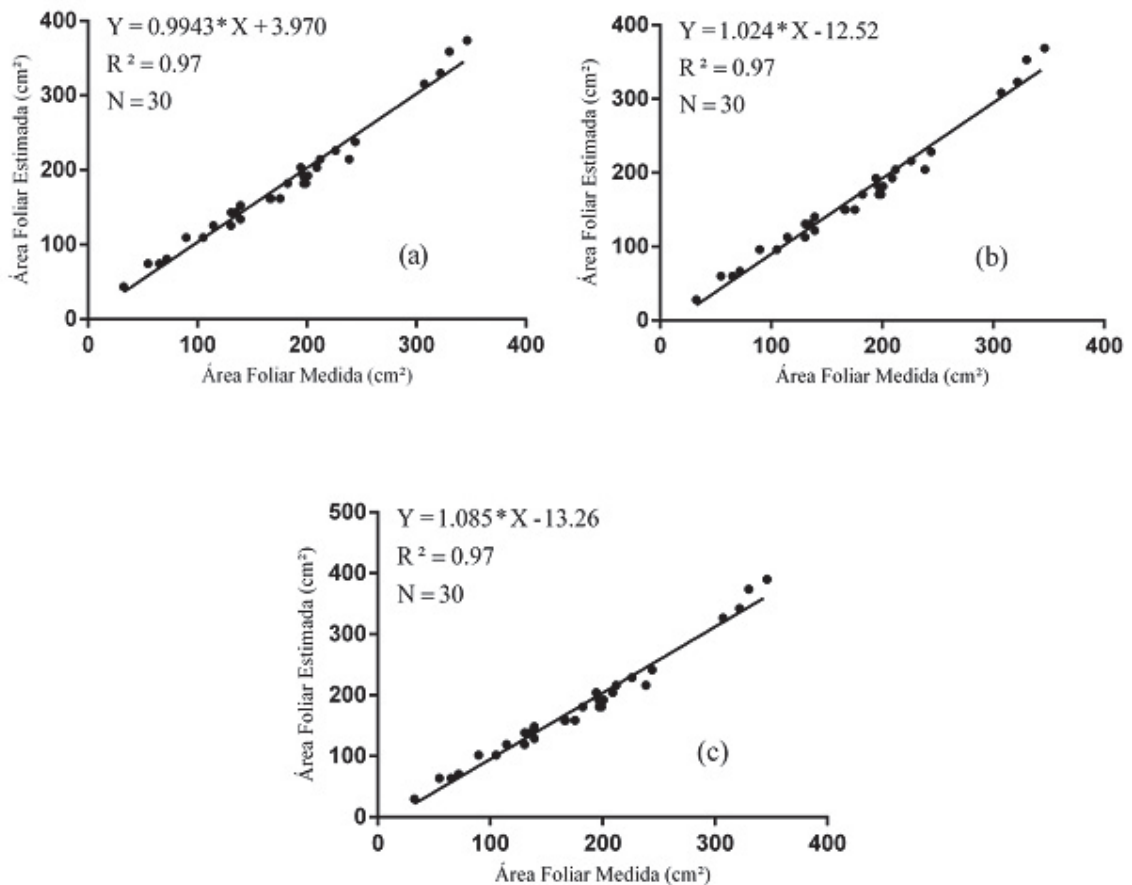 Y = 0.9943* X + 3.970
R² = 0.97
N = 30
400
300
200
100
0
Área Foliar Estimada (cm²)
(a)
0 100 200 300 400
Área Foliar Medida (cm²)
Y = 1.024* X - 12.52
R² = 0.97
N = 30
400
300
200
100
0
Área Foliar Estimada (cm²)
(b)
0 100 200 300 400
Área Foliar Medida (cm²)
Y = 1.085* X - 13.26
R² = 0.97
N = 30
500
400
300
200
100
0
Área Foliar Estimada (cm²)
(c)
0 100 200 300 400
Área Foliar Medida (cm²)